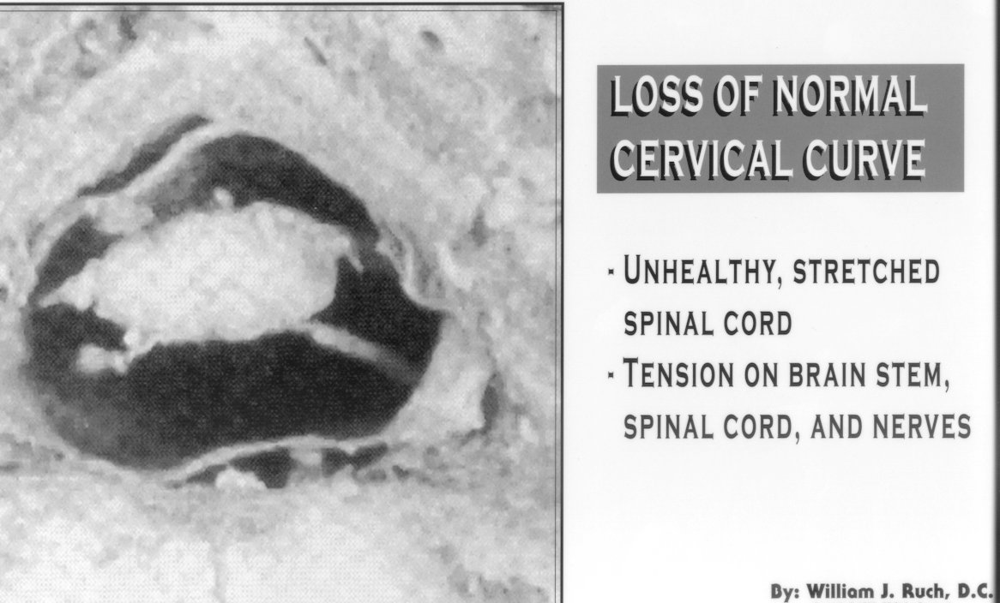 LOSS OF NORMAL
CERVICAL CURVE
· UNHEALTHY, STRETCHED
SPINAL CORD
· TENSION ON BRAIN STEM,
SPINAL CORD, AND NERVES
By: William J. Ruch, D.C.